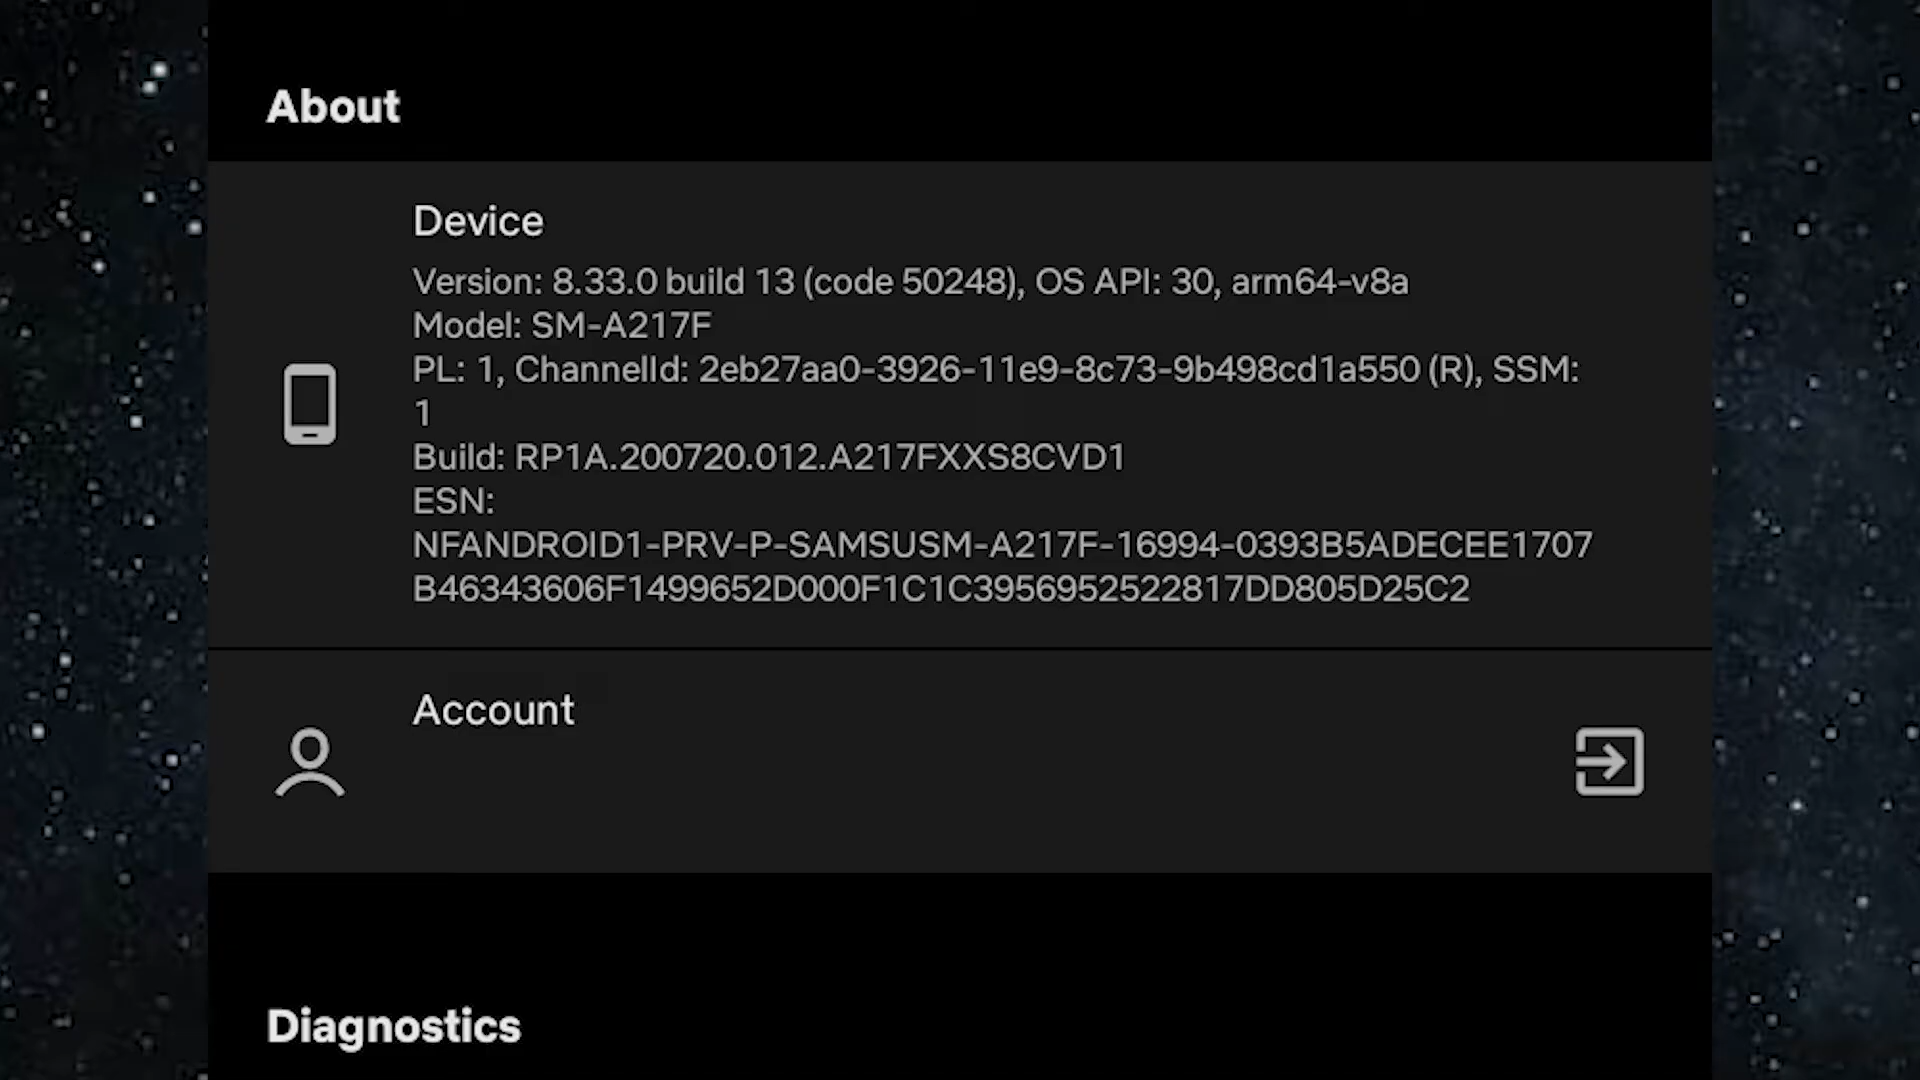 About
Device
Version: 8.33.0 build 13 (code 50248), OS API: 30, arm64-v8a
Model: SM-A217F
PL: 1, ChannelId: 2eb27aa0-3926-11e9-8c73-9b498cd1a550 (R), SSM:
1
Build: RP1A.200720.012.A217FXXS8CVD1
ESN:
NFANDROID1-PRV-P-SAMSUSM-A217F-16994-0393B5ADECEE1707
B46343606F1499652D000F1C1C3956952522817DD805D25C2
Account
Diagnostics